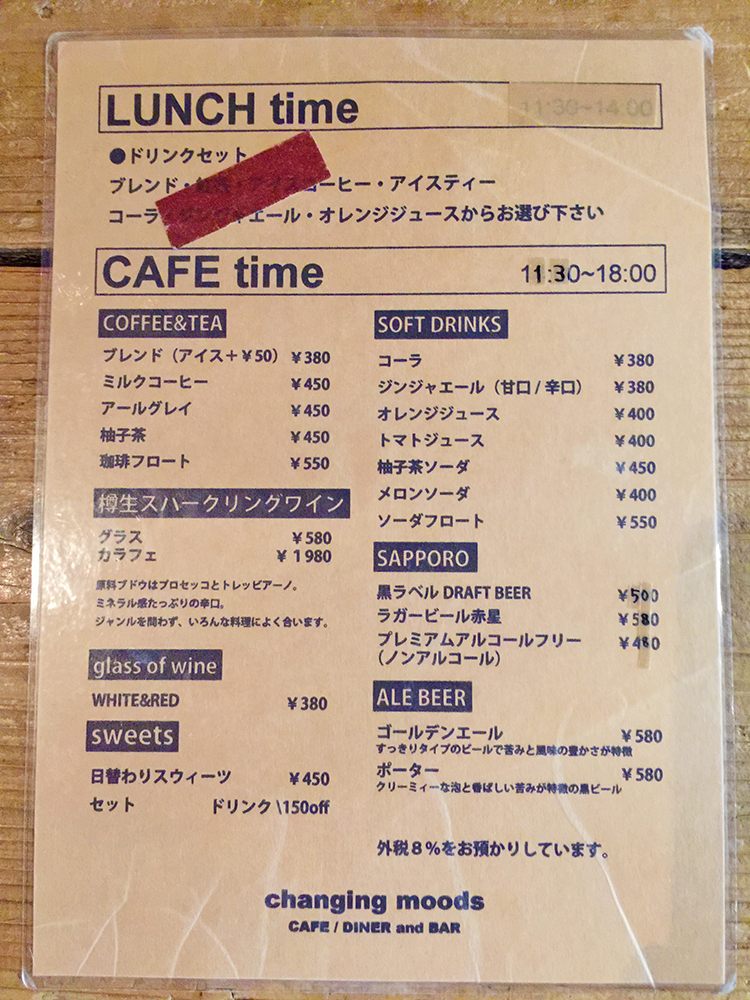 LUNCH time 11:30~14:00
●ドリンクセット
ブレンド・紅茶・アイスコーヒー・アイスティー
コーラ・ジンジャエール・オレンジジュースからお選び下さい
CAFE time 11:30~18:00
COFFEE&TEA
ブレンド（アイス＋￥50） ￥380
ミルクコーヒー ￥450
アールグレイ ￥450
柚子茶 ￥450
珈琲フロート ￥550
樽生スパークリングワイン
グラス ￥580
カラフェ ￥1980
原料ブドウはプロセッコとトレッビアーノ。
ミネラル感たっぷりの辛口。
ジャンルを問わず、いろんな料理によく合います。
glass of wine
WHITE&RED ￥380
sweets
日替わりスウィーツ ￥450
セット ドリンク\150off
SOFT DRINKS
コーラ ￥380
ジンジャエール（甘口/辛口） ￥380
オレンジジュース ￥400
トマトジュース ￥400
柚子茶ソーダ ￥450
メロンソーダ ￥400
ソーダフロート ￥550
SAPPORO
黒ラベル DRAFT BEER ￥500
ラガービール赤星 ￥580
プレミアムアルコールフリー ￥480
（ノンアルコール）
ALE BEER
ゴールデンエール ￥580
すっきりタイプのビールで苦みと風味の豊かさが特徴
ポーター ￥580
クリーミィーな泡と香ばしい苦みが特徴の黒ビール
外税８％をお預かりしています。
changing moods
CAFE / DINER and BAR